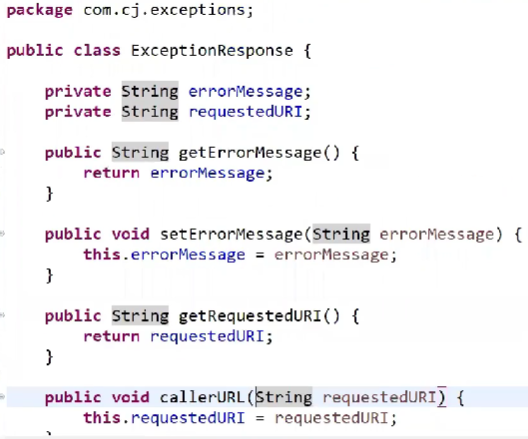 package com.cj.exceptions;
public class ExceptionResponse {
private String errorMessage;
private String requestedURI;
public String getErrorMessage() {
return errorMessage;
}
public void setErrorMessage(String errorMessage) {
this.errorMessage = errorMessage;
}
public String getRequestedURI() {
return requestedURI;
}
public void callerURL(String requestedURI) {
this.requestedURI = requestedURI;
}